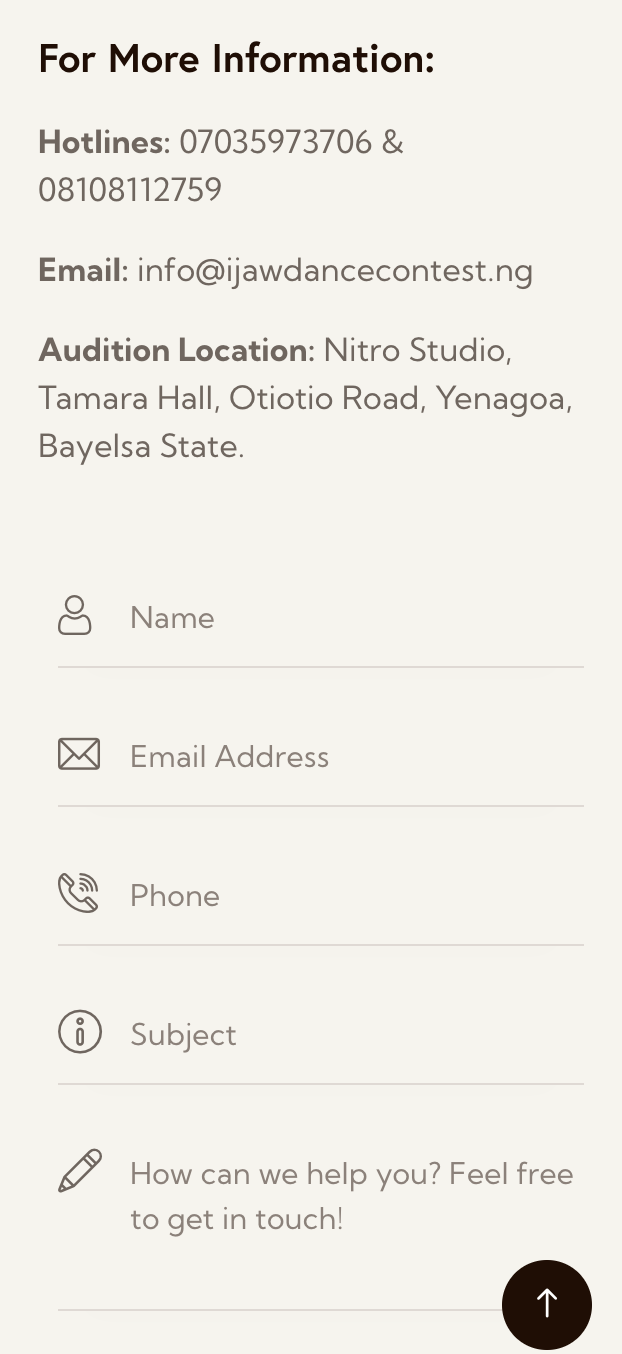 For More Information:
Hotlines: 07035973706 &
08108112759
Email: info@ijawdancecontest.ng
Audition Location: Nitro Studio,
Tamara Hall, Otiotio Road, Yenagoa,
Bayelsa State.
Name
Email Address
Phone
Subject
How can we help you? Feel free
to get in touch!